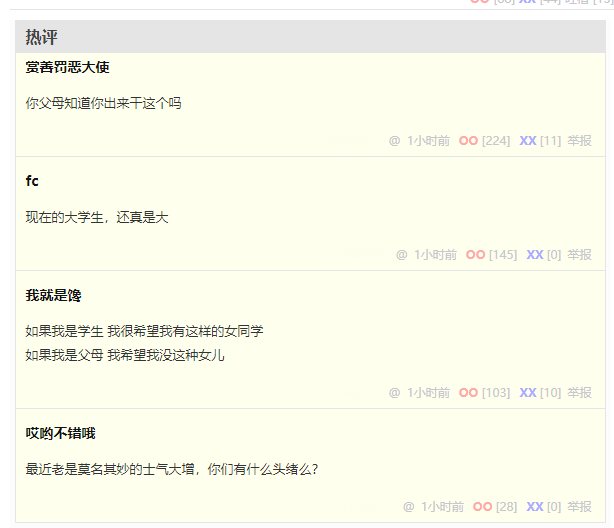 热评
赏善罚恶大使
你父母知道你出来干这个吗
@ 1小时前 OO [224] XX [11] 举报
fc
现在的大学生，还真是大
@ 1小时前 OO [145] XX [0] 举报
我就是馋
如果我是学生 我很希望我有这样的女同学
如果我是父母 我希望我没这种女儿
@ 1小时前 OO [103] XX [10] 举报
哎哟不错哦
最近老是莫名其妙的士气大增，你们有什么头绪么？
@ 1小时前 OO [28] XX [0] 举报